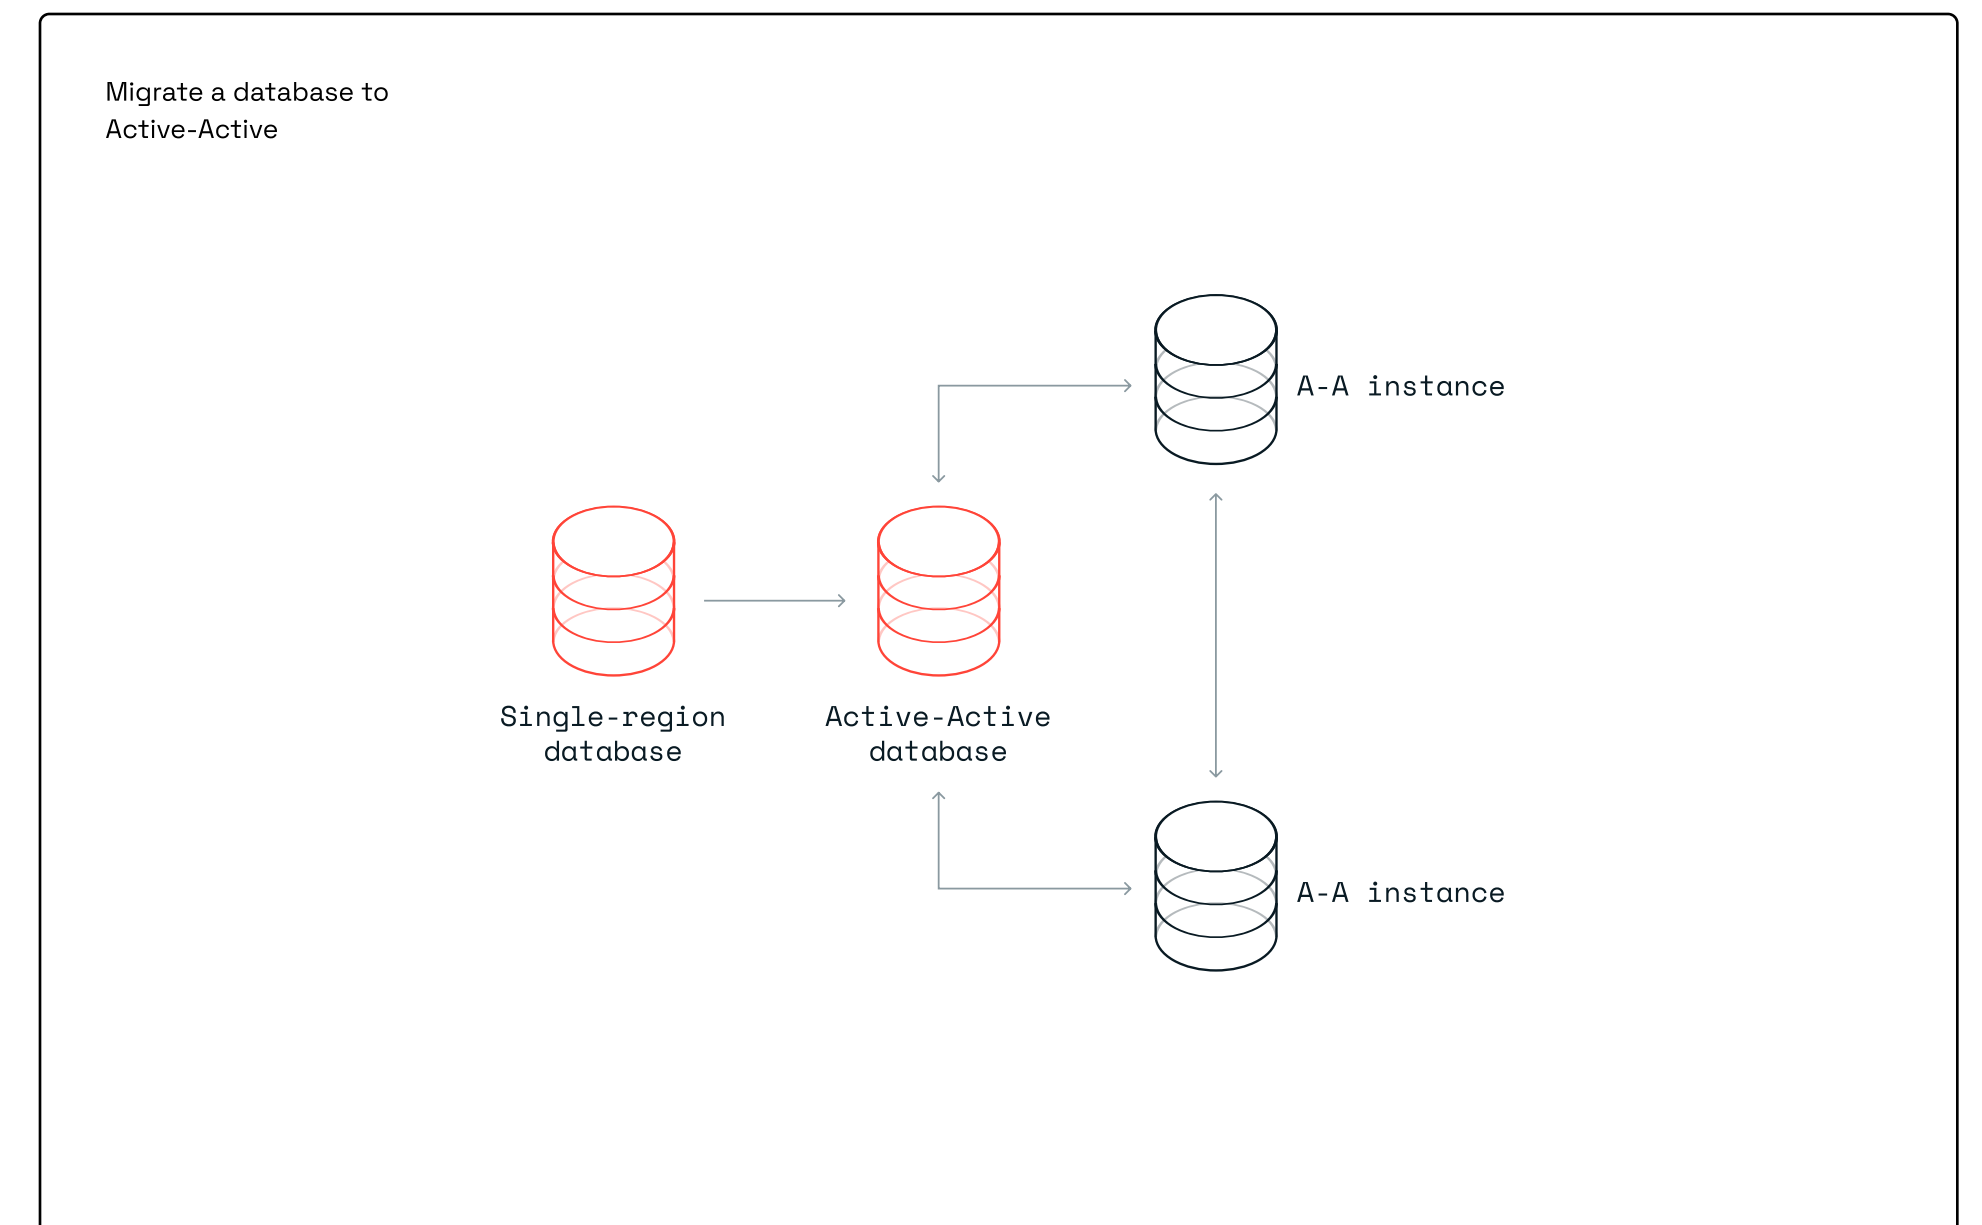 Migrate a database to
Active-Active
A-A instance
Single-region
database
Active-Active
database
A-A instance